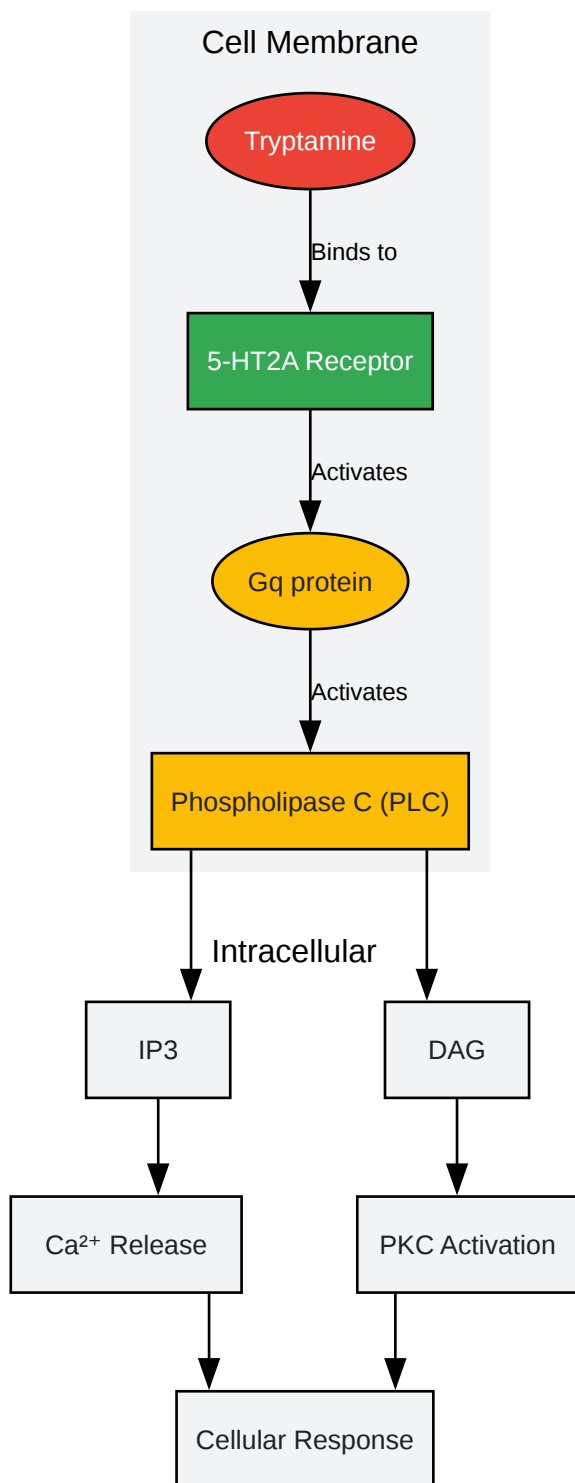 Cell Membrane
Tryptamine
Binds to
5-HT2A Receptor
Activates
Gq protein
Activates
Phospholipase C (PLC)
Intracellular
IP3
DAG
Ca²⁺ Release
PKC Activation
Cellular Response